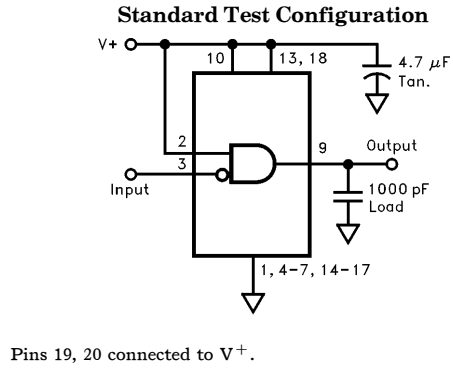 Standard Test Configuration
V+
10
13, 18
4.7 μF
Tan.
2
3
9
Output
Input
1000 pF
Load
1, 4-7, 14-17
Pins 19, 20 connected to V⁺.